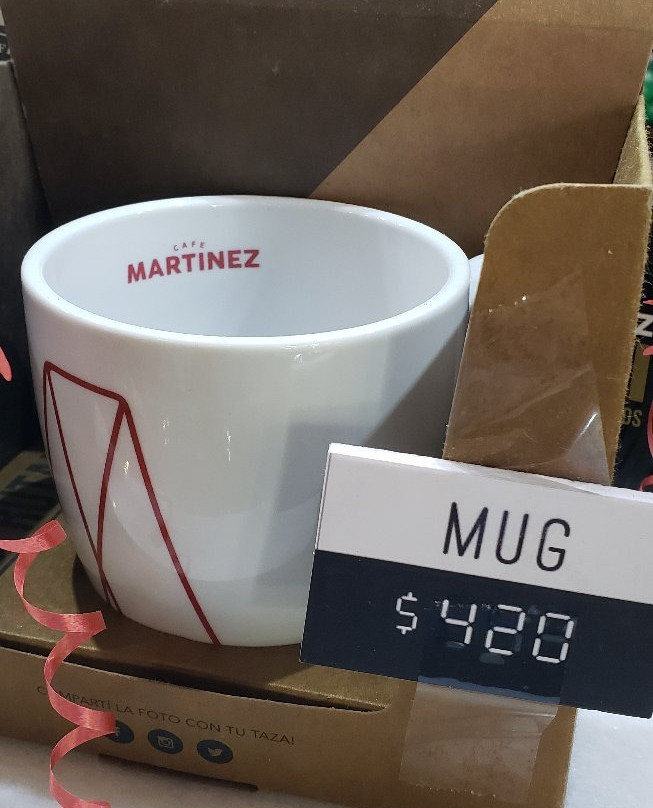 CAFE
MARTINEZ
MUG
$420
COMPARTÍ LA FOTO CON TU TAZA!